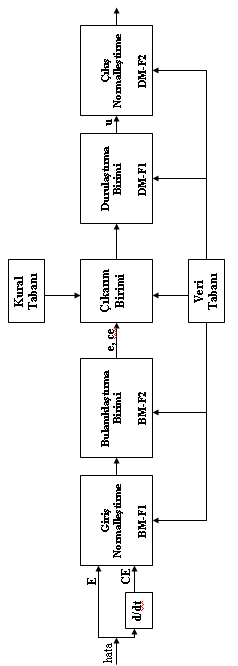 hata
d/dt
E
CE
Giriş
Normalleştirme
BM-F1
Bulanıklaştırma
Birimi
BM-F2
e, ce
Kural
Tabanı
Çıkarım
Birimi
Veri
Tabanı
Durulaştırma
Birimi
DM-F1
u
Çıkış
Normalleştirme
DM-F2